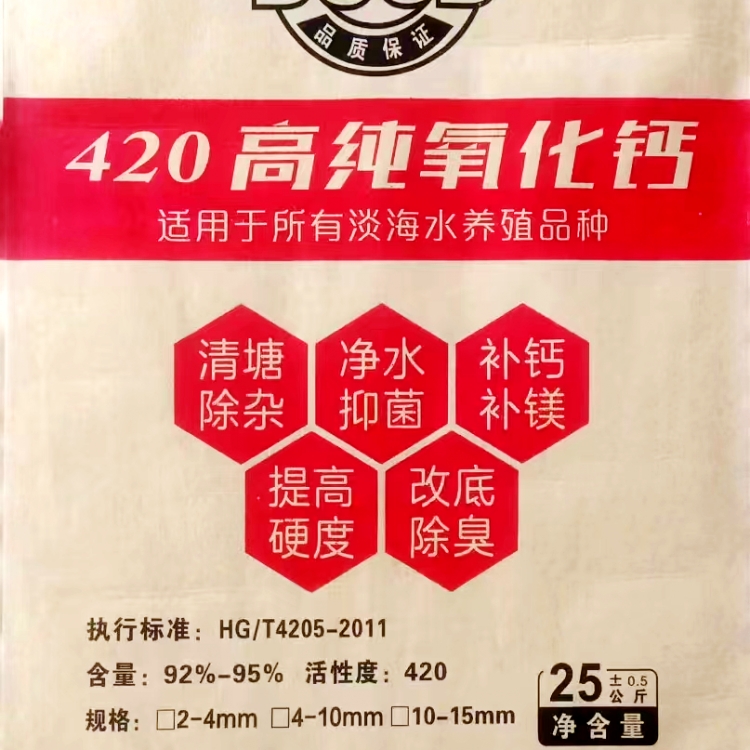 品质保证
420 高纯氧化钙
适用于所有淡海水养殖品种
清塘
除杂
净水
抑菌
补钙
补镁
提高
硬度
改底
除臭
执行标准：HG/T4205-2011
含量：92%-95% 活性度：420
规格：□2-4mm □4-10mm □10-15mm
25±0.5公斤
净含量